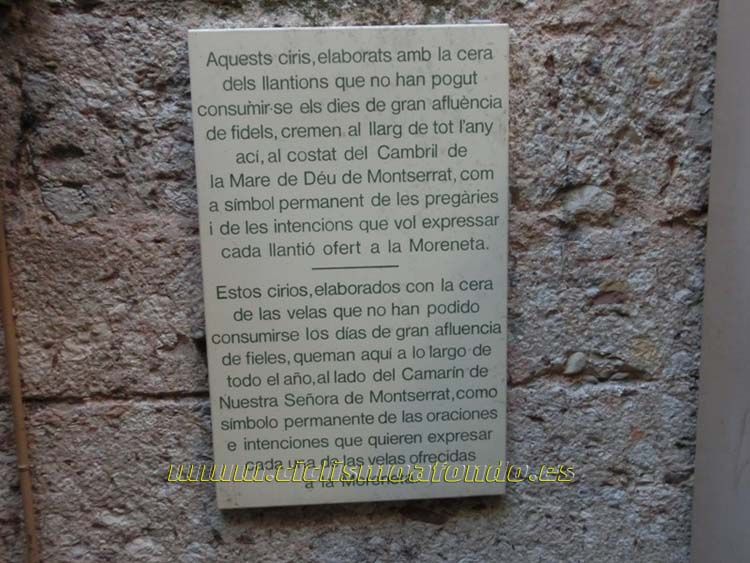 Aquests ciris, elaborats amb la cera
dels llantions que no han pogut
consumir-se els dies de gran afluència
de fidels, cremen al llarg de tot l'any
ací, al costat del Cambril de
la Mare de Déu de Montserrat, com
a símbol permanent de les pregàries
i de les intencions que vol expressar
cada llantió ofert a la Moreneta.
Estos cirios, elaborados con la cera
de las velas que no han podido
consumirse los días de gran afluencia
de fieles, queman aquí a lo largo de
todo el año, al lado del Camarín de
Nuestra Señora de Montserrat, como
símbolo permanente de las oraciones
e intenciones que quieren expresar
cada una de las velas ofrecidas
www.ciclismoafondo.es
a la Moreneta